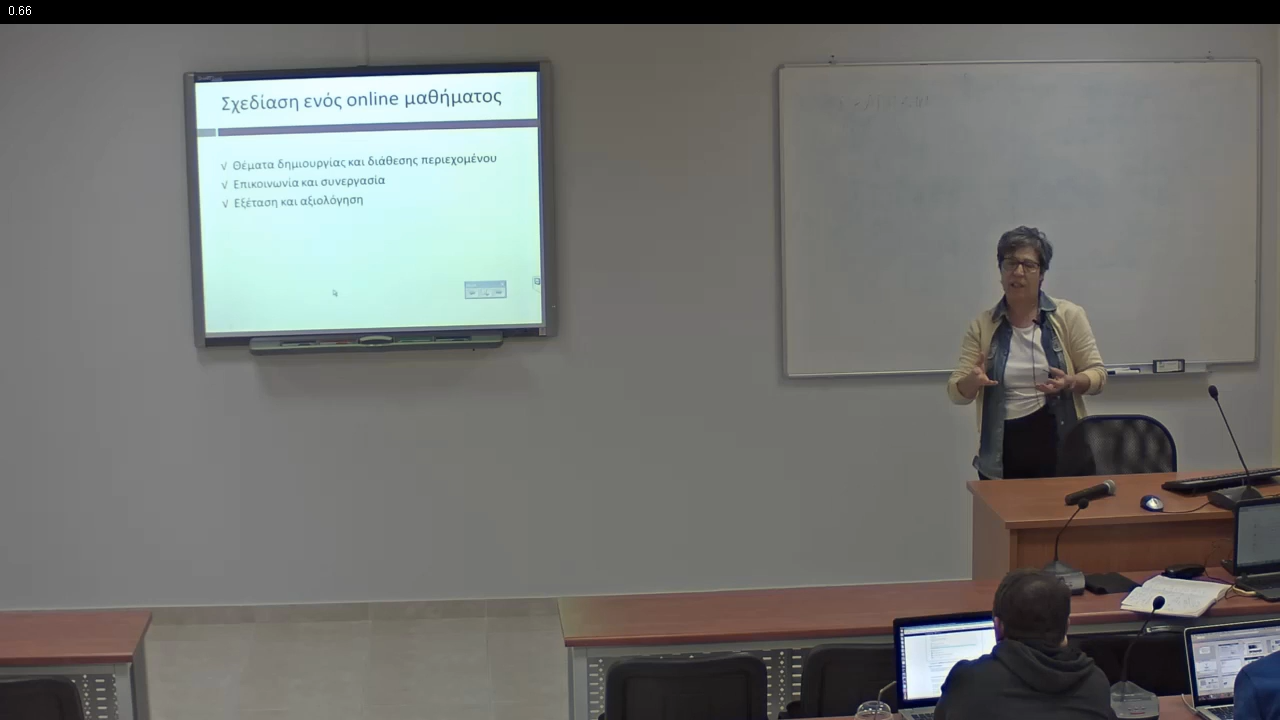 0.66
Σχεδίαση ενός online μαθήματος
√ Θέματα δημιουργίας και διάθεσης περιεχομένου
√ Επικοινωνία και συνεργασία
√ Εξέταση και αξιολόγηση